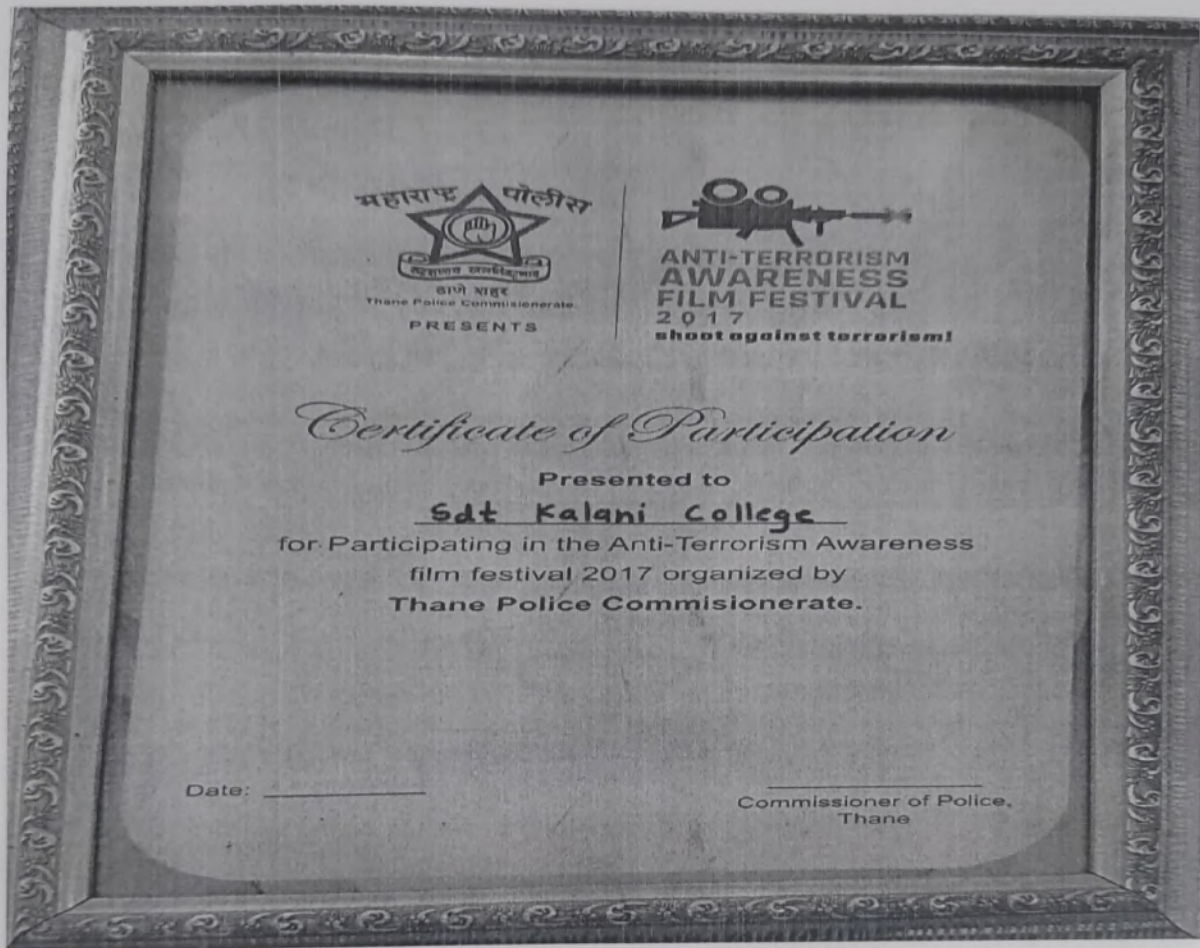 महाराष्ट्र पोलीस
ठाणे शहर
Thane Police Commisionerate
PRESENTS
ANTI-TERRORISM
AWARENESS
FILM FESTIVAL
2017
shoot against terrorism!
Certificate of Participation
Presented to
Sdt Kalani College
for Participating in the Anti-Terrorism Awareness
film festival 2017 organized by
Thane Police Commisionerate.
Date:
Commissioner of Police,
Thane